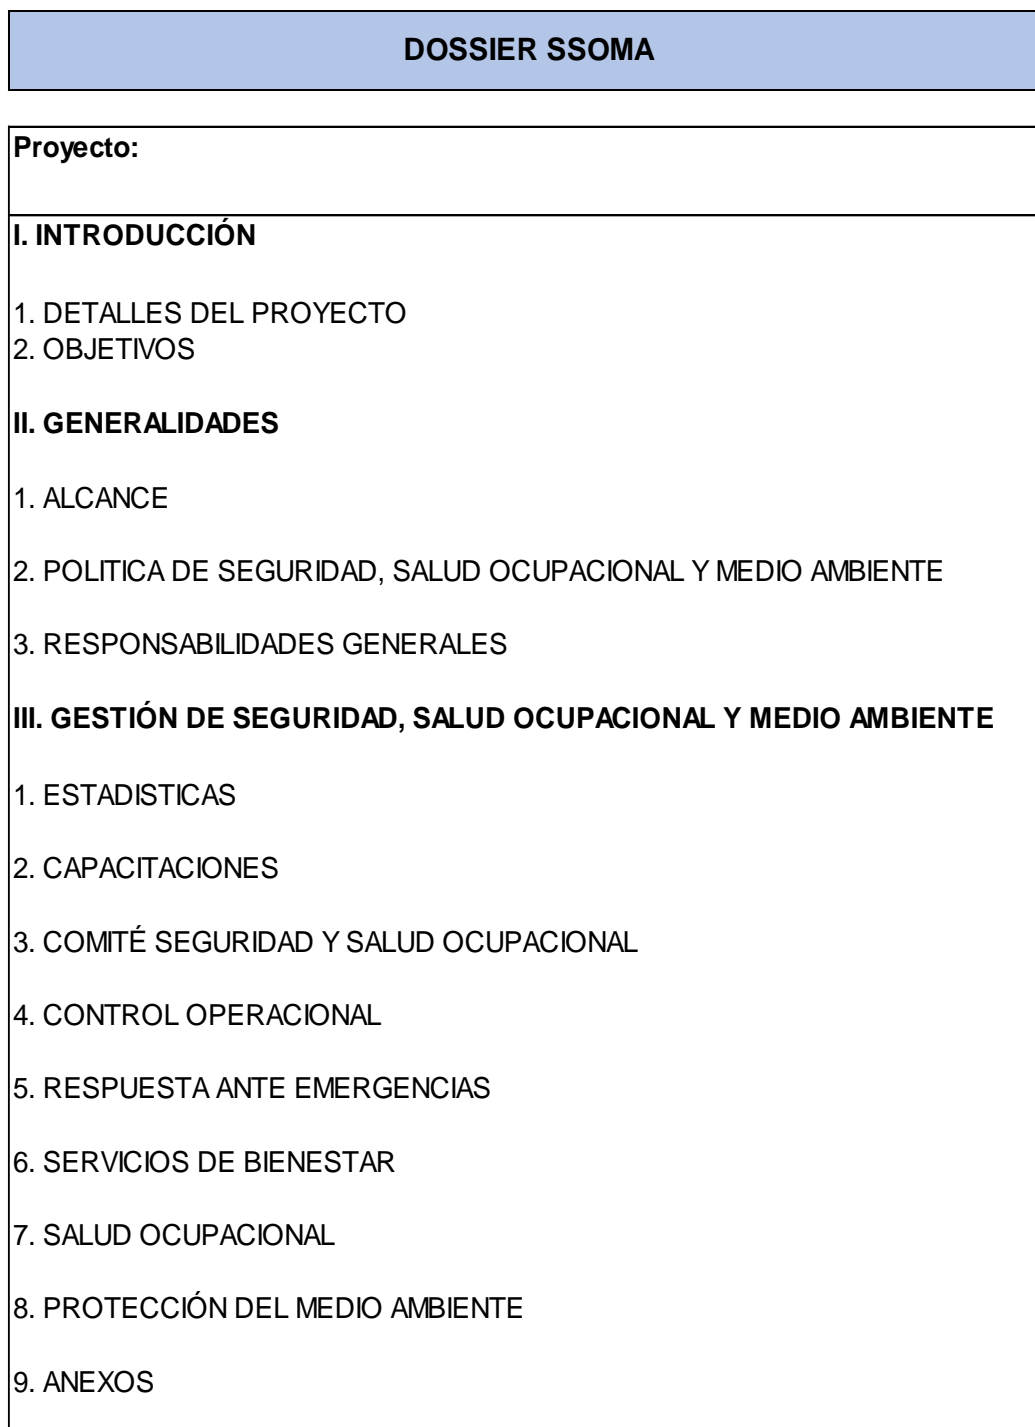 DOSSIER SSOMA
Proyecto:
I. INTRODUCCIÓN
1. DETALLES DEL PROYECTO
2. OBJETIVOS
II. GENERALIDADES
1. ALCANCE
2. POLITICA DE SEGURIDAD, SALUD OCUPACIONAL Y MEDIO AMBIENTE
3. RESPONSABILIDADES GENERALES
III. GESTIÓN DE SEGURIDAD, SALUD OCUPACIONAL Y MEDIO AMBIENTE
1. ESTADISTICAS
2. CAPACITACIONES
3. COMITÉ SEGURIDAD Y SALUD OCUPACIONAL
4. CONTROL OPERACIONAL
5. RESPUESTA ANTE EMERGENCIAS
6. SERVICIOS DE BIENESTAR
7. SALUD OCUPACIONAL
8. PROTECCIÓN DEL MEDIO AMBIENTE
9. ANEXOS